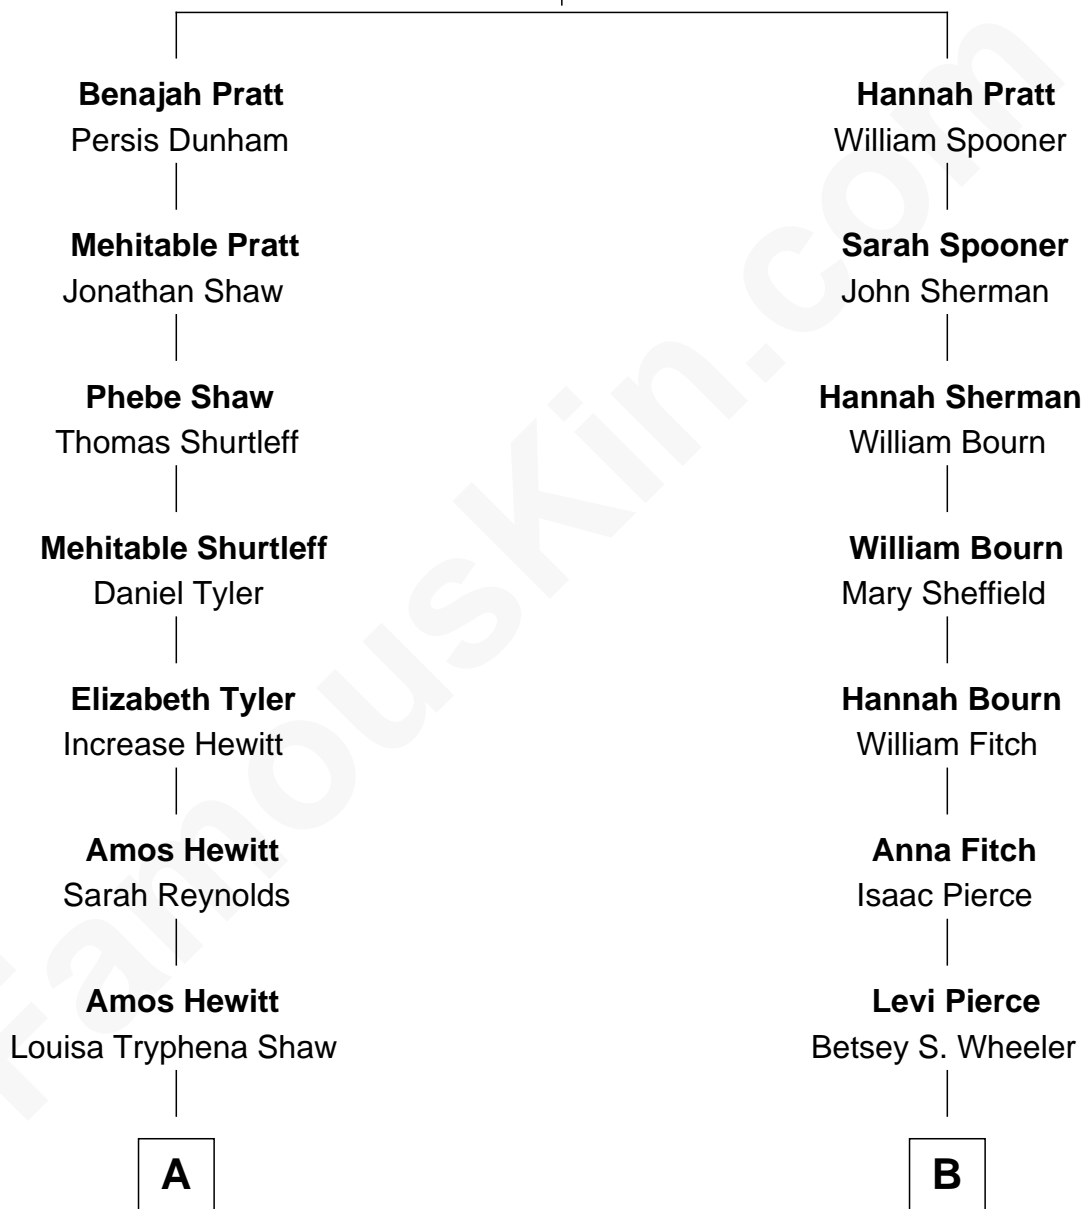 Benajah Pratt
Persis Dunham
Mehitable Pratt
Jonathan Shaw
Phebe Shaw
Thomas Shurtleff
Mehitable Shurtleff
Daniel Tyler
Elizabeth Tyler
Increase Hewitt
Amos Hewitt
Sarah Reynolds
Amos Hewitt
Louisa Tryphena Shaw
A
Hannah Pratt
William Spooner
Sarah Spooner
John Sherman
Hannah Sherman
William Bourn
William Bourn
Mary Sheffield
Hannah Bourn
William Fitch
Anna Fitch
Isaac Pierce
Levi Pierce
Betsey S. Wheeler
B
FamousKin.com